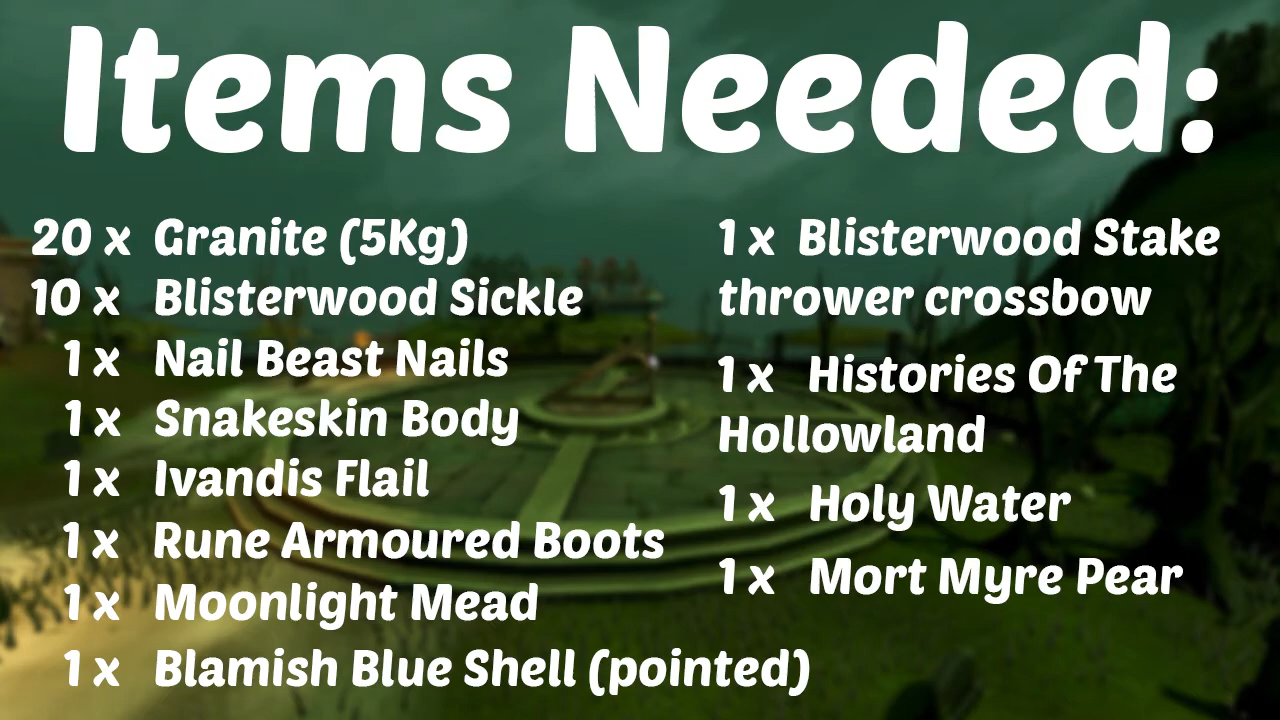 Items Needed:
20 x Granite (5Kg)
10 x Blisterwood Sickle
1 x Nail Beast Nails
1 x Snakeskin Body
1 x Ivandis Flail
1 x Rune Armoured Boots
1 x Moonlight Mead
1 x Blamish Blue Shell (pointed)
1 x Blisterwood Stake
thrower crossbow
1 x Histories Of The
Hollowland
1 x Holy Water
1 x Mort Myre Pear